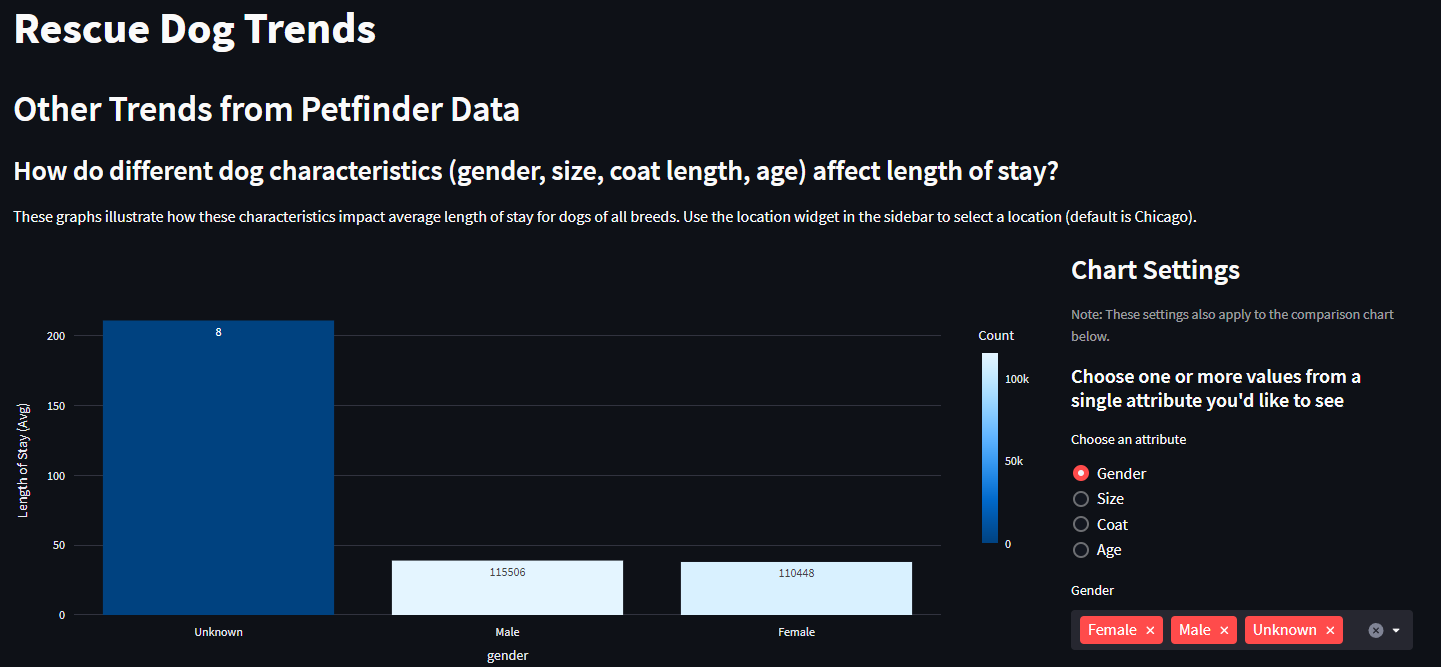 Rescue Dog Trends
Other Trends from Petfinder Data
How do different dog characteristics (gender, size, coat length, age) affect length of stay?
These graphs illustrate how these characteristics impact average length of stay for dogs of all breeds. Use the location widget in the sidebar to select a location (default is Chicago).
Length of Stay (Avg)
200
150
100
50
0
8
115506
110448
Unknown
Male
Female
gender
Count
100k
50k
0
Chart Settings
Note: These settings also apply to the comparison chart
below.
Choose one or more values from a
single attribute you'd like to see
Choose an attribute
Gender
Size
Coat
Age
Gender
Female
Male
Unknown